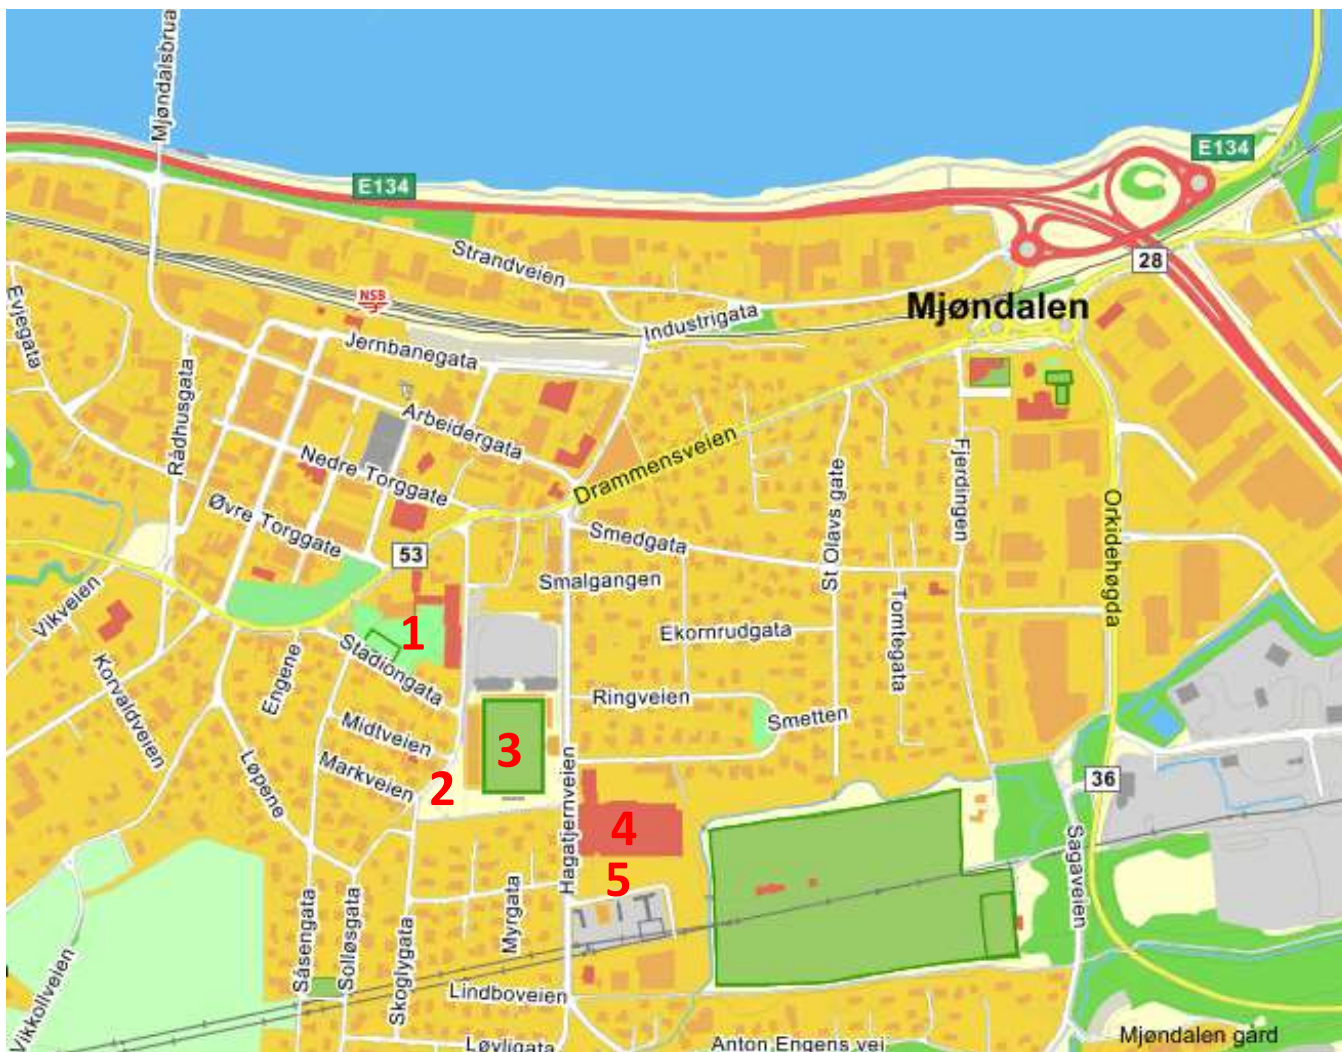 Mjøndalsbrua
E134
E134
28
Strandveien
NSB
Mjøndalen
Industrigata
Evjegata
Jernbanegata
Rådhusgata
Arbeidergata
Drammensveien
Nedre Torggate
Fjerdingen
St Olavs gate
Orkidehøgda
Øvre Torggate
53
Smedgata
Smalgangen
Vikveien
Tomtegata
1
Ekornrudgata
Stadiongata
Korvaldveien
Engene
Ringveien
Smetten
Midtveien
3
Løpene
Markveien
2
36
Hagatjernveien
4
5
Sagaveien
Myrgata
Såsengata
Solløsgata
Skoglygata
Vikkollveien
Lindboveien
Løvligata
Anton Engens vei
Mjøndalen gård